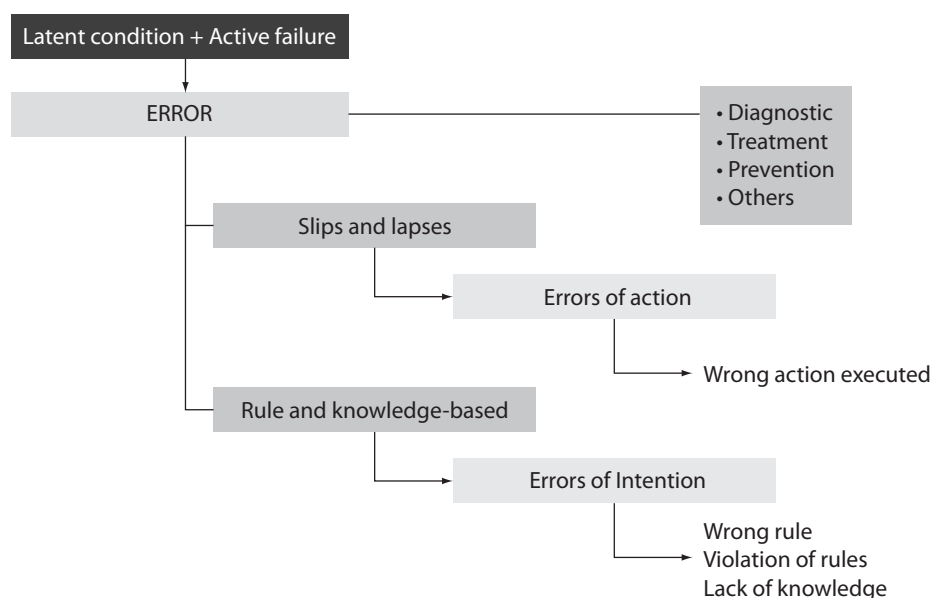 Latent condition + Active failure
ERROR
• Diagnostic
• Treatment
• Prevention
• Others
Slips and lapses
Errors of action
Wrong action executed
Rule and knowledge-based
Errors of Intention
Wrong rule
Violation of rules
Lack of knowledge